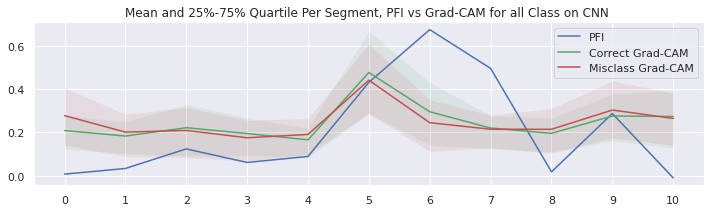 Mean and 25%-75% Quartile Per Segment, PFI vs Grad-CAM for all Class on CNN
PFI
Correct Grad-CAM
Misclass Grad-CAM
0.6
0.4
0.2
0.0
0 1 2 3 4 5 6 7 8 9 10